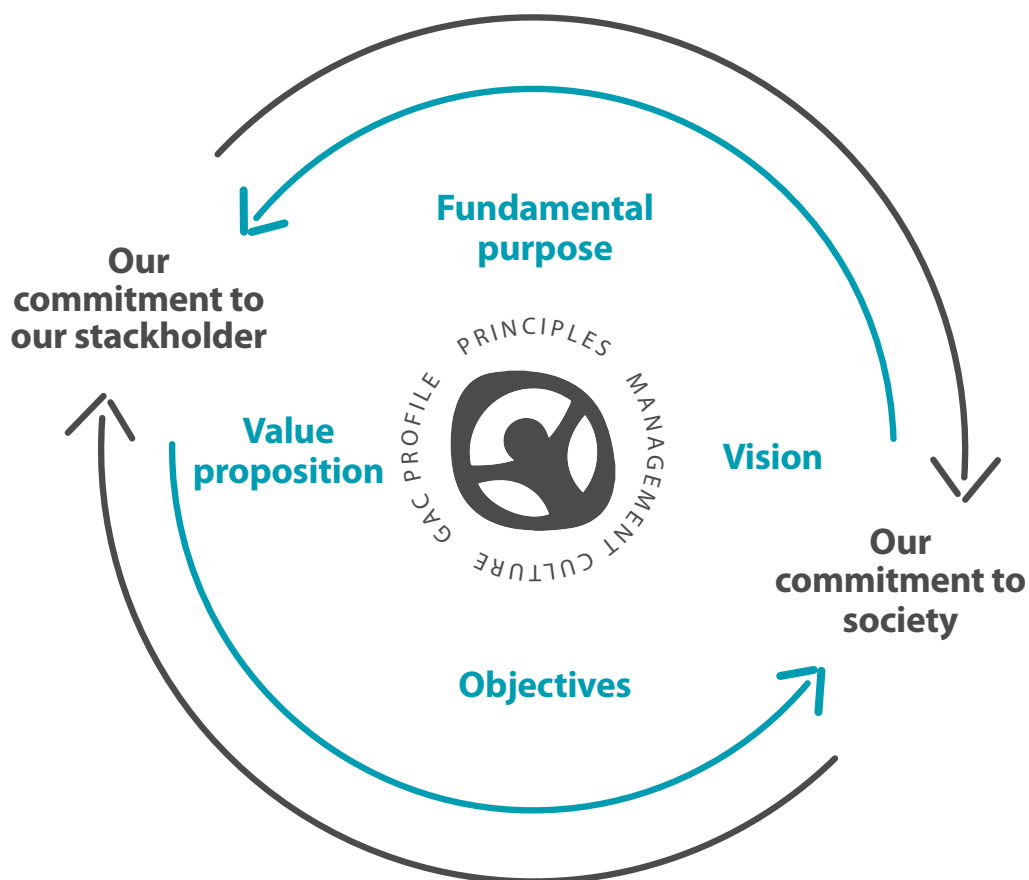 Fundamental
purpose
Our
commitment to
our stackholder
PRINCIPLES
MANAGEMENT CULTURE
GAC PROFILE
Value
proposition
Vision
Our
commitment to
society
Objectives